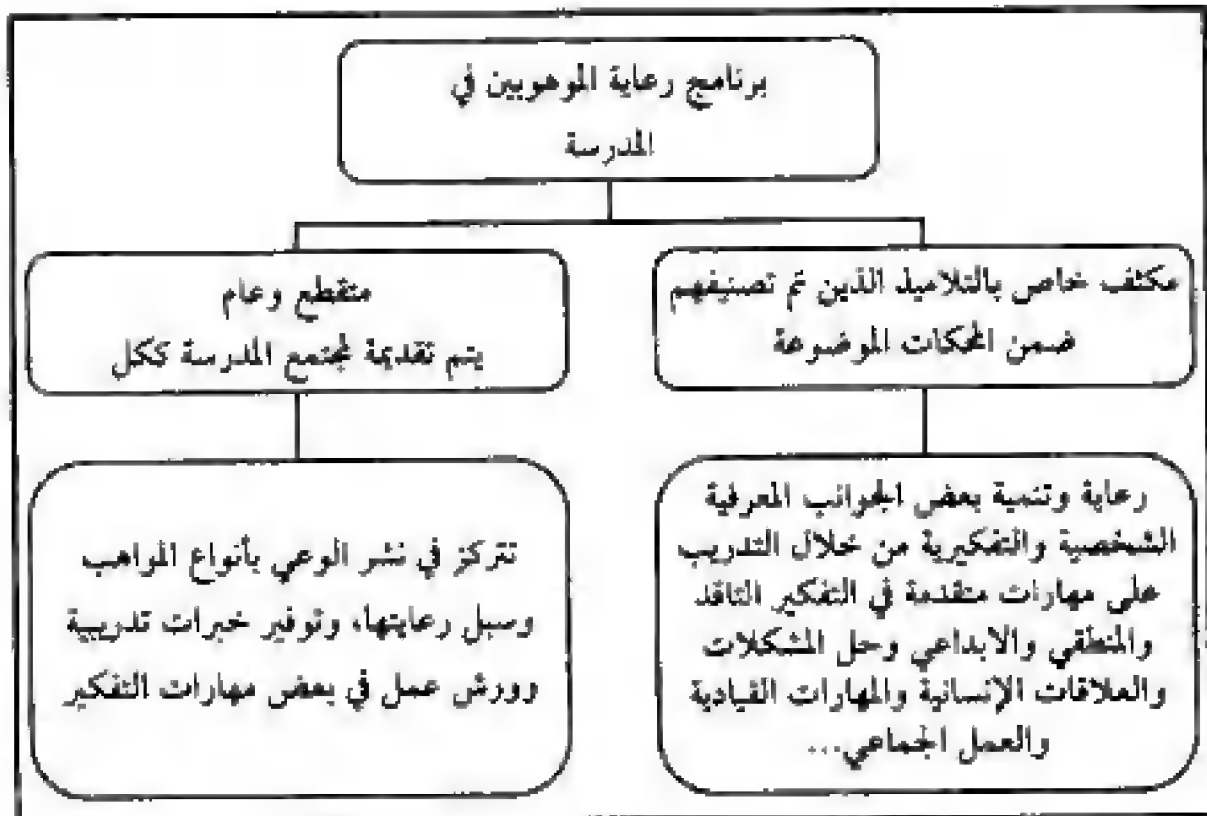 برنامج رعاية الموهوبين في
المدرسة
مكثف خاص بالتلاميذ الذين تم تصنيفهم
ضمن المحكات الموضوعة
متقطع وعام
يتم تقديمة لمجتمع المدرسة ككل
رعاية وتنمية بعض الجوانب المعرفية
الشخصية والتفكيرية من خلال التدريب
على مهارات متقدمة في التفكير الناقد
والمنطقي والابداعي وحل المشكلات
والعلاقات الإنسانية والمهارات القيادية
والعمل الجماعي...
تتركز في نشر الوعي بأنواع المواهب
وسبل رعايتها، وتوفير خبرات تدريبية
وورش عمل في بعض مهارات التفكير